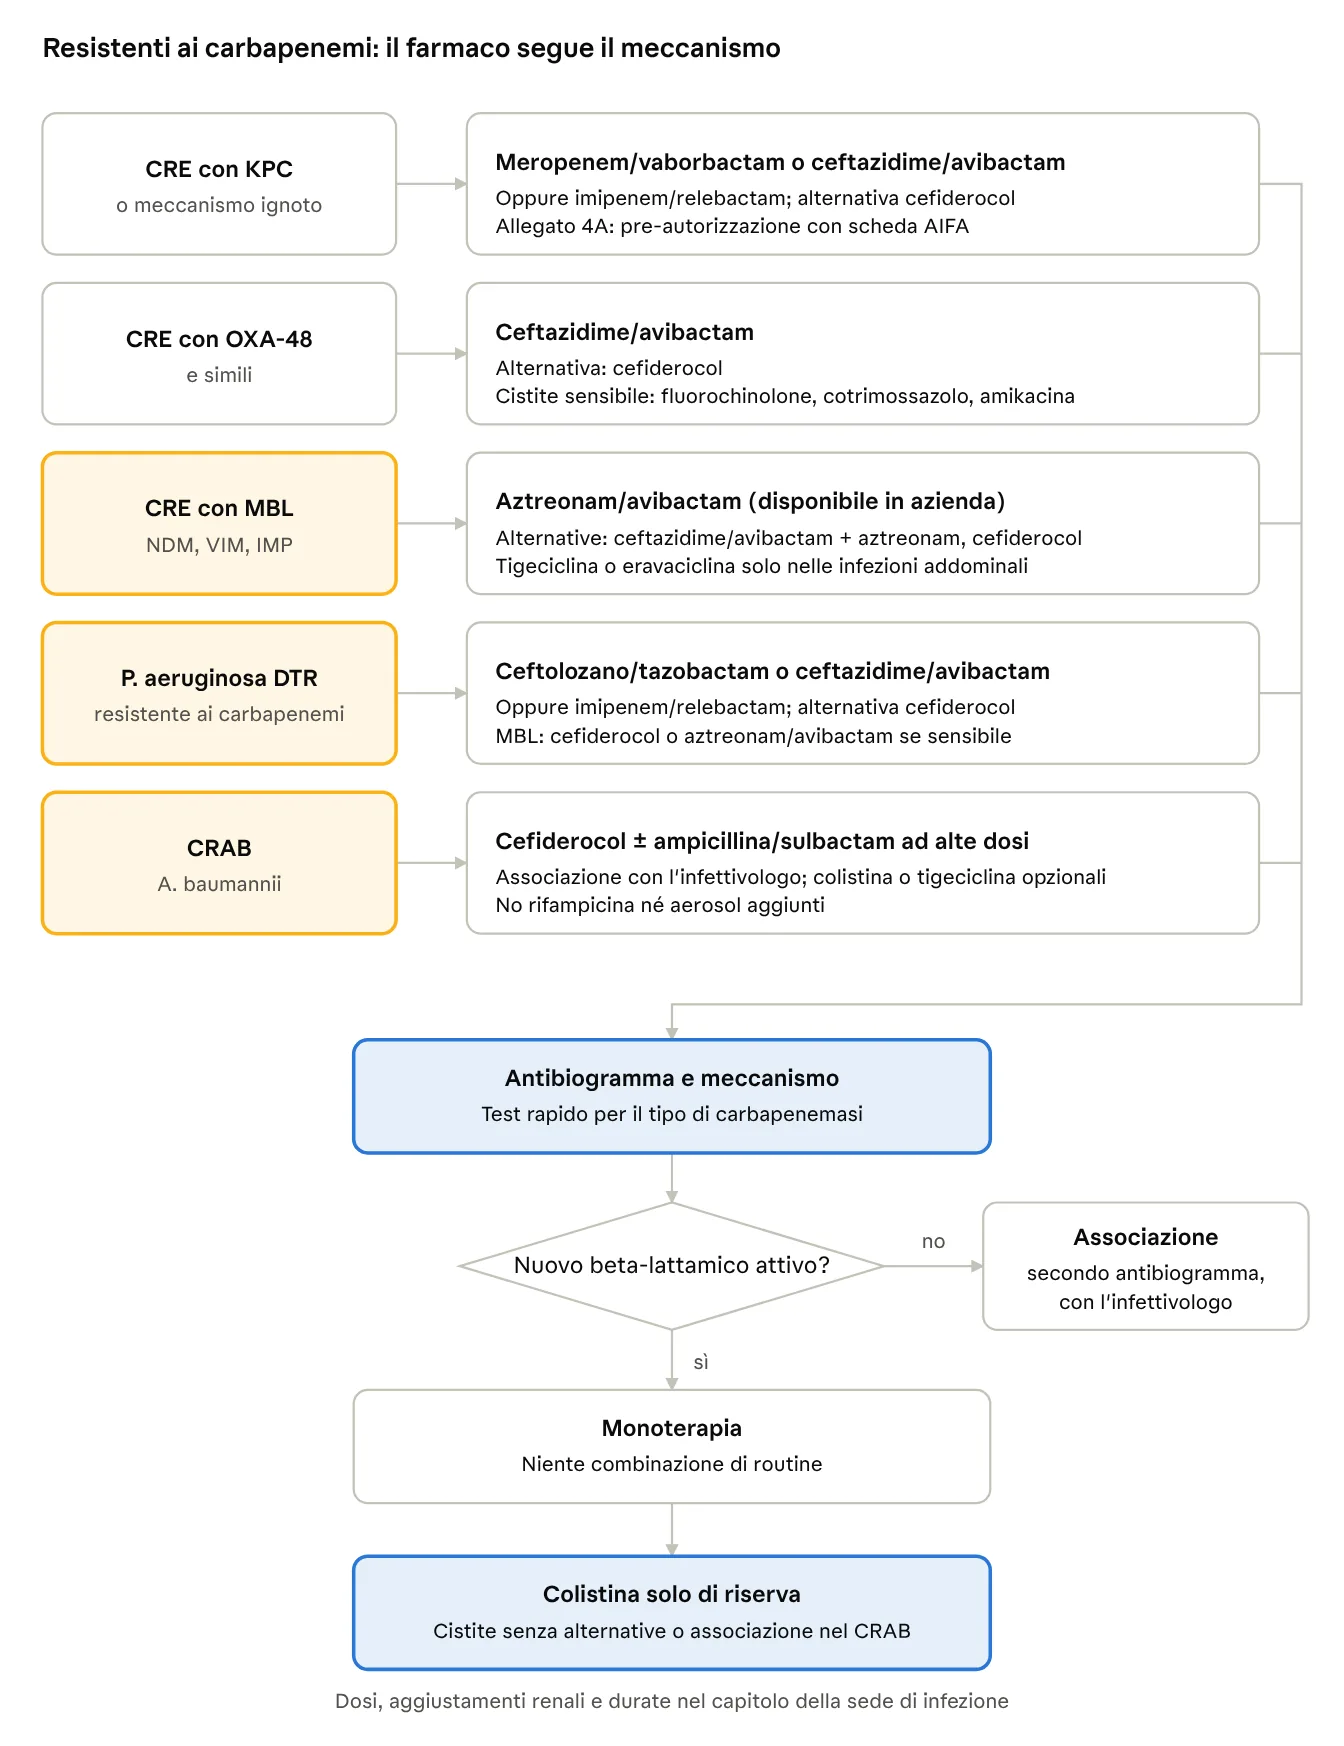 Resistenti ai carbapenemi: il farmaco segue il meccanismo
CRE con KPC
o meccanismo ignoto
Meropenem/vaborbactam o ceftazidime/avibactam
Oppure imipenem/relebactam; alternativa cefiderocol
Allegato 4A: pre-autorizzazione con scheda AIFA
CRE con OXA-48
e simili
Ceftazidime/avibactam
Alternativa: cefiderocol
Cistite sensibile: fluorochinolone, cotrimossazolo, amikacina
CRE con MBL
NDM, VIM, IMP
Aztreonam/avibactam (disponibile in azienda)
Alternative: ceftazidime/avibactam + aztreonam, cefiderocol
Tigeciclina o eravaciclina solo nelle infezioni addominali
P. aeruginosa DTR
resistente ai carbapenemi
Ceftolozano/tazobactam o ceftazidime/avibactam
Oppure imipenem/relebactam; alternativa cefiderocol
MBL: cefiderocol o aztreonam/avibactam se sensibile
CRAB
A. baumannii
Cefiderocol ± ampicillina/sulbactam ad alte dosi
Associazione con l'infettivologo; colistina o tigeciclina opzionali
No rifampicina né aerosol aggiunti
Antibiogramma e meccanismo
Test rapido per il tipo di carbapenemasi
Nuovo beta-lattamico attivo?
no
Associazione
secondo antibiogramma,
con l'infettivologo
sì
Monoterapia
Niente combinazione di routine
Colistina solo di riserva
Cistite senza alternative o associazione nel CRAB
Dosi, aggiustamenti renali e durate nel capitolo della sede di infezione